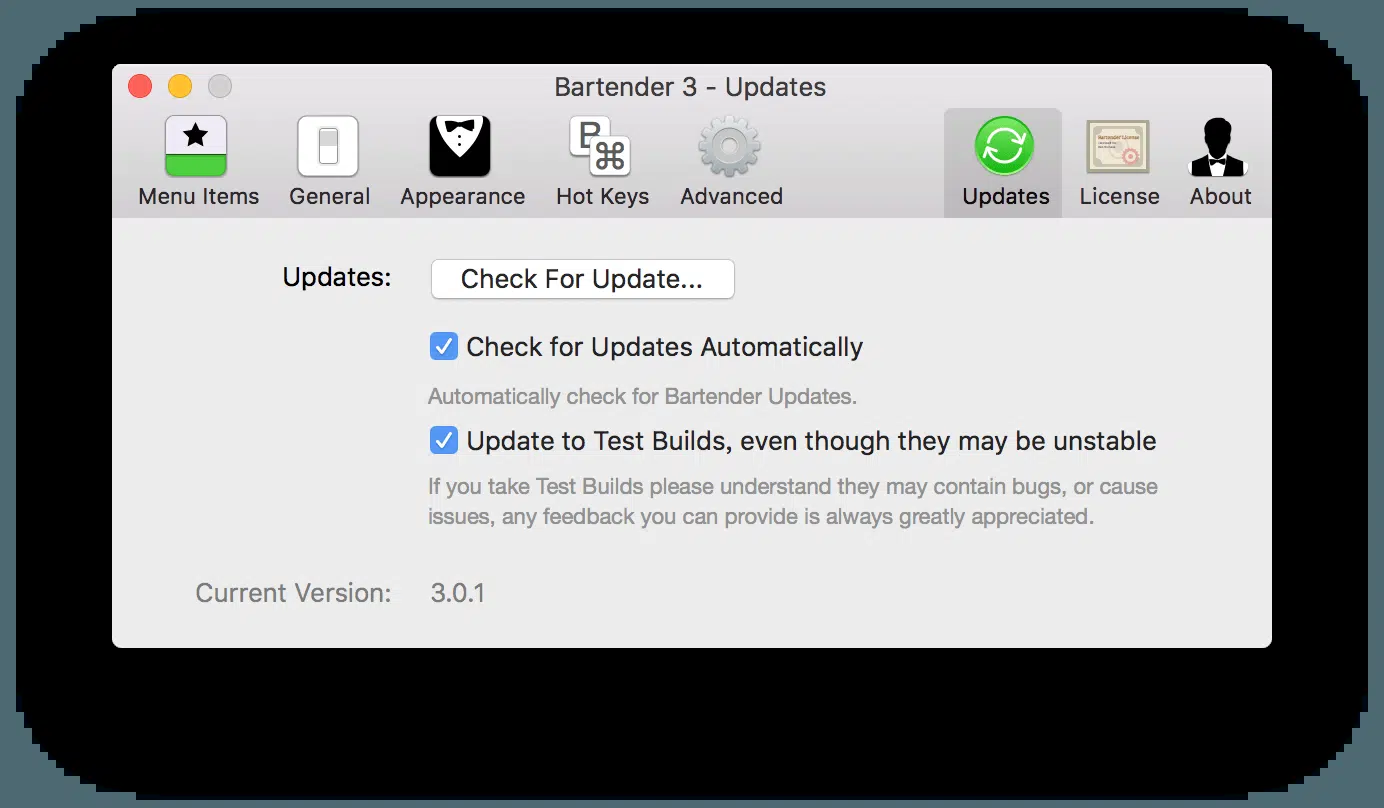 Bartender 3 - Updates
Menu Items
General
Appearance
B
⌘
Hot Keys
Advanced
Updates
Bartender License
License
About
Updates:
Check For Update...
Check for Updates Automatically
Automatically check for Bartender Updates.
Update to Test Builds, even though they may be unstable
If you take Test Builds please understand they may contain bugs, or cause
issues, any feedback you can provide is always greatly appreciated.
Current Version:
3.0.1